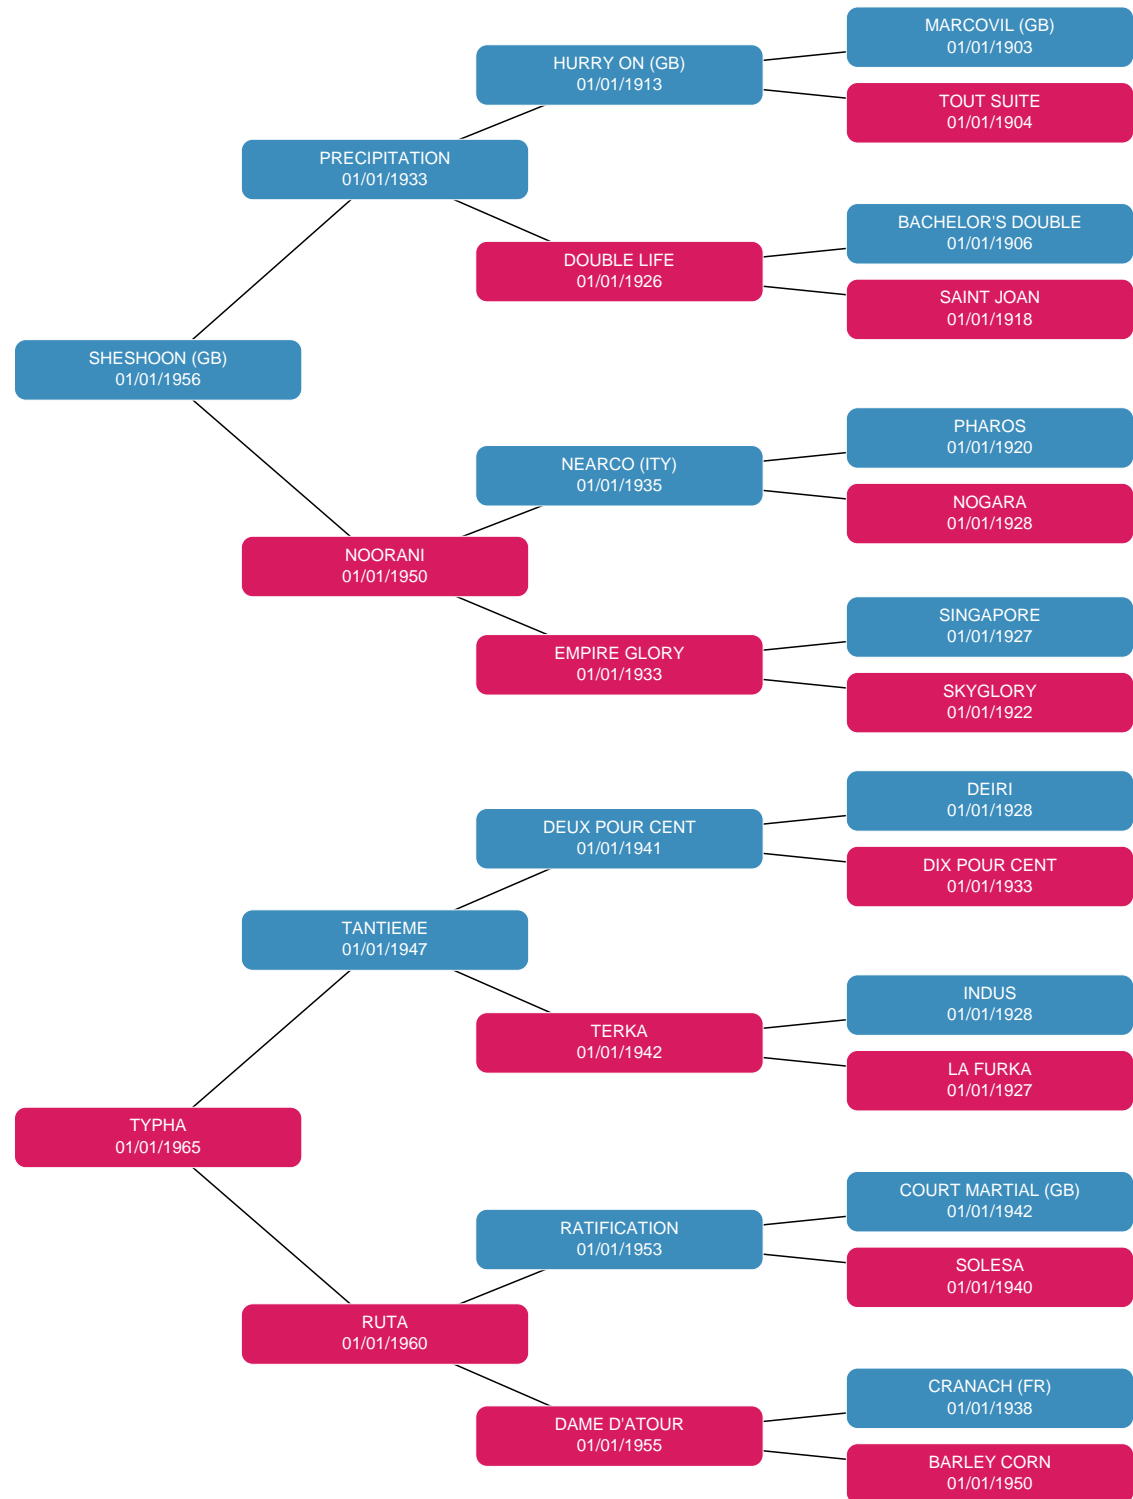 MARCOVIL (GB)
01/01/1903
HURRY ON (GB)
01/01/1913
TOUT SUITE
01/01/1904
PRECIPITATION
01/01/1933
BACHELOR'S DOUBLE
01/01/1906
DOUBLE LIFE
01/01/1926
SAINT JOAN
01/01/1918
SHESHOON (GB)
01/01/1956
PHAROS
01/01/1920
NEARCO (ITY)
01/01/1935
NOGARA
01/01/1928
NOORANI
01/01/1950
SINGAPORE
01/01/1927
EMPIRE GLORY
01/01/1933
SKYGLORY
01/01/1922
DEIRI
01/01/1928
DEUX POUR CENT
01/01/1941
DIX POUR CENT
01/01/1933
TANTIEME
01/01/1947
INDUS
01/01/1928
TERKA
01/01/1942
LA FURKA
01/01/1927
TYPHA
01/01/1965
COURT MARTIAL (GB)
01/01/1942
RATIFICATION
01/01/1953
SOLESA
01/01/1940
RUTA
01/01/1960
CRANACH (FR)
01/01/1938
DAME D'ATOUR
01/01/1955
BARLEY CORN
01/01/1950